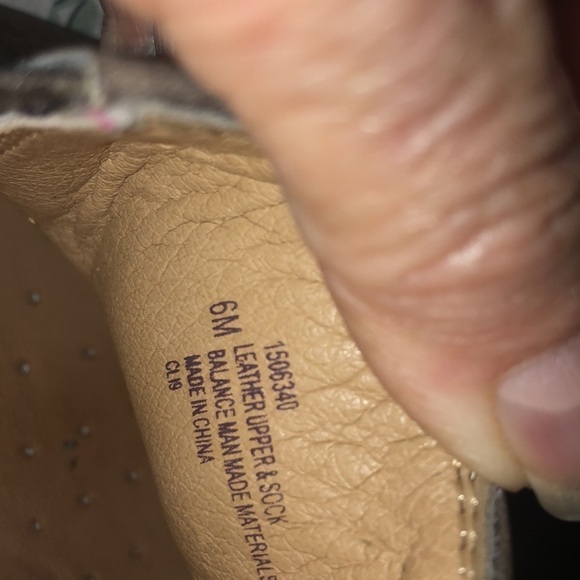 1506340
6M LEATHER UPPER & SOCK
BALANCE MAN MADE MATERIALS
MADE IN CHINA
CL19